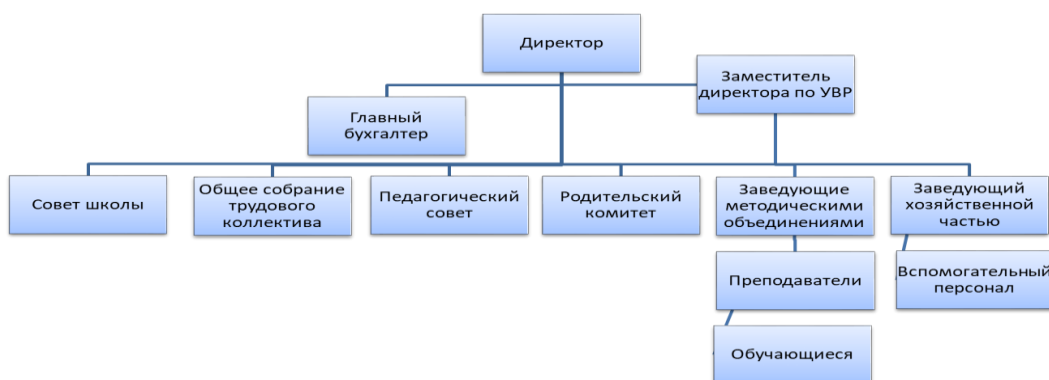 Директор
Заместитель
директора по УВР
Главный
бухгалтер
Совет школы
Общее собрание
трудового
коллектива
Педагогический
совет
Родительский
комитет
Заведующие
методическими
объединениями
Заведующий
хозяйственной
частью
Преподаватели
Вспомогательный
персонал
Обучающиеся